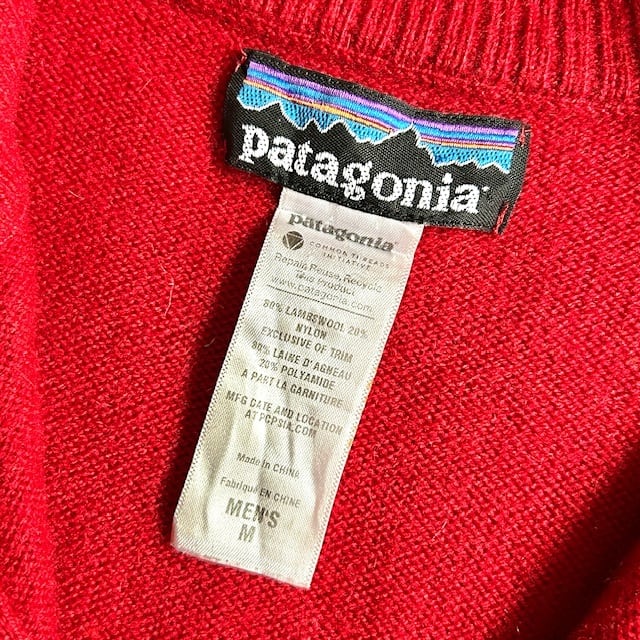 patagonia
patagonia
COMMON THREADS
INITIATIVE
Repair, Reuse, Recycle
this Product
www.patagonia.com
80% LAMBSWOOL 20%
NYLON
EXCLUSIVE OF TRIM
80% LAINE D'AGNEAU
20% POLYAMIDE
A PART LA GARNITURE
MFG DATE AND LOCATION
AT PCPSIA.COM
Made in CHINA
Fabriqué EN CHINE
MEN'S
M